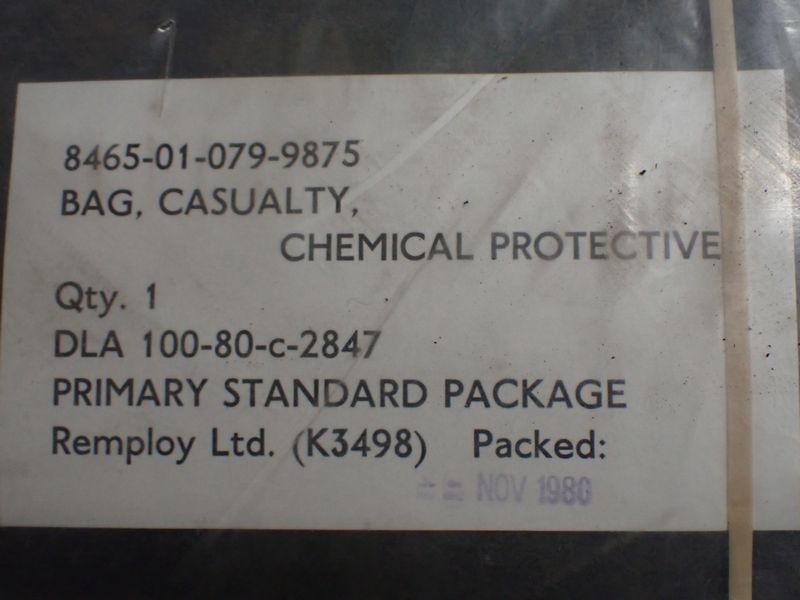 8465-01-079-9875
BAG, CASUALTY,
CHEMICAL PROTECTIVE
Qty. 1
DLA 100-80-c-2847
PRIMARY STANDARD PACKAGE
Remploy Ltd. (K3498) Packed:
NOV 1980